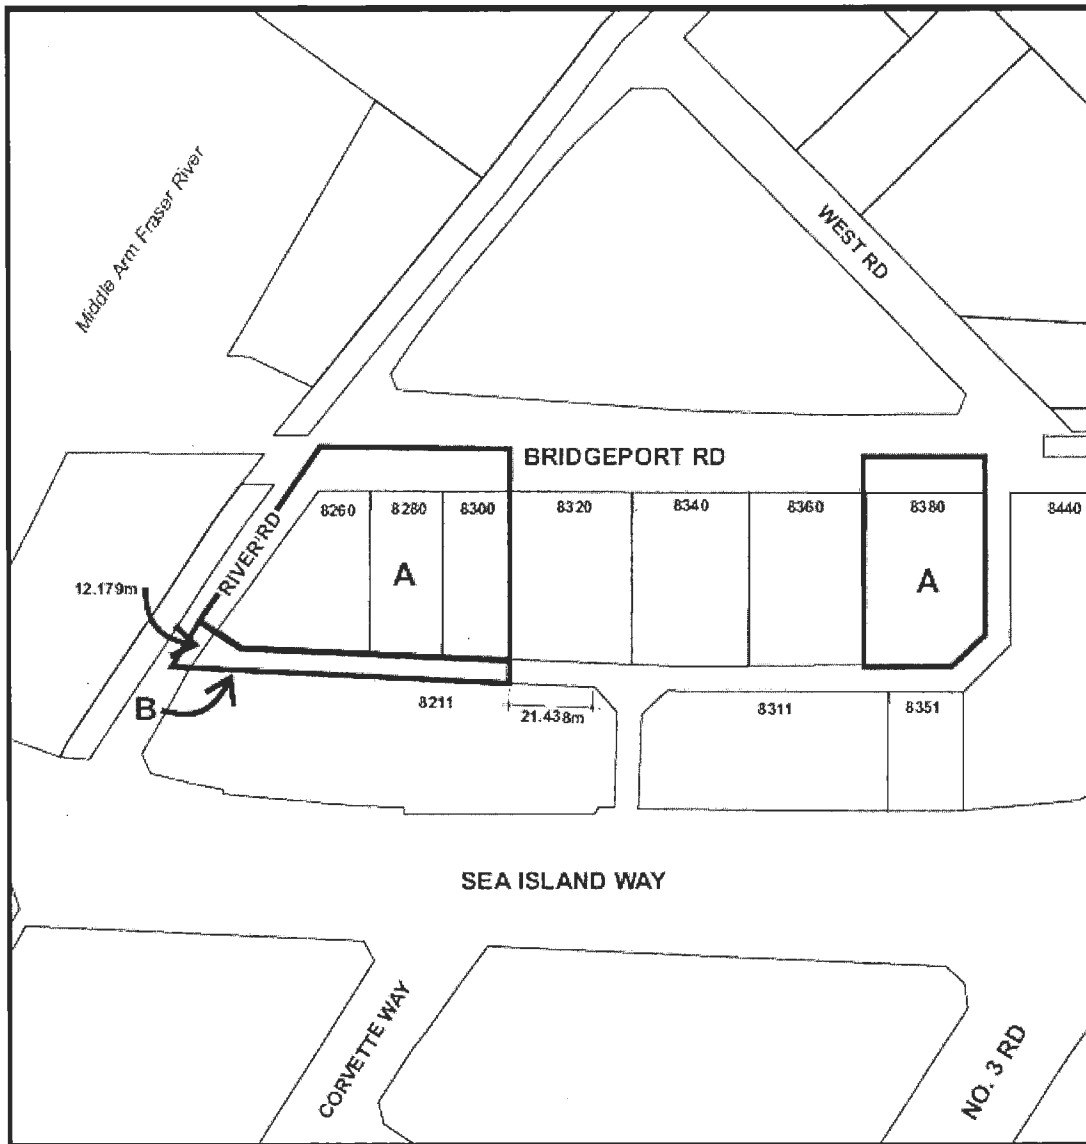 Middle Arm Fraser River
WEST RD
BRIDGEPORT RD
RIVER RD
8260
8280
8300
8320
8340
8360
8380
8440
A
A
12.179m
B
8211
21.438m
8311
8351
SEA ISLAND WAY
CORVETTE WAY
NO. 3 RD